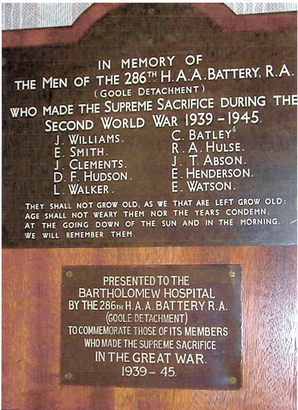 IN MEMORY OF
THE MEN OF THE 286TH H.A.A. BATTERY. R.A.
(GOOLE DETACHMENT)
WHO MADE THE SUPREME SACRIFICE DURING THE
SECOND WORLD WAR 1939-1945.
J. WILLIAMS. C. BATLEY
E. SMITH. R. A. HULSE.
J. CLEMENTS. J. T. ABSON.
D. F. HUDSON. E. HENDERSON.
L. WALKER. E. WATSON.
THEY SHALL NOT GROW OLD, AS WE THAT ARE LEFT GROW OLD:
AGE SHALL NOT WEARY THEM NOR THE YEARS CONDEMN.
AT THE GOING DOWN OF THE SUN AND IN THE MORNING.
WE WILL REMEMBER THEM.
PRESENTED TO THE
BARTHOLOMEW HOSPITAL
BY THE 286TH H.A.A BATTERY R.A.
(GOOLE DETACHMENT)
TO COMMEMORATE THOSE OF ITS MEMBERS
WHO MADE THE SUPREME SACRIFICE
IN THE GREAT WAR.
1939-45.